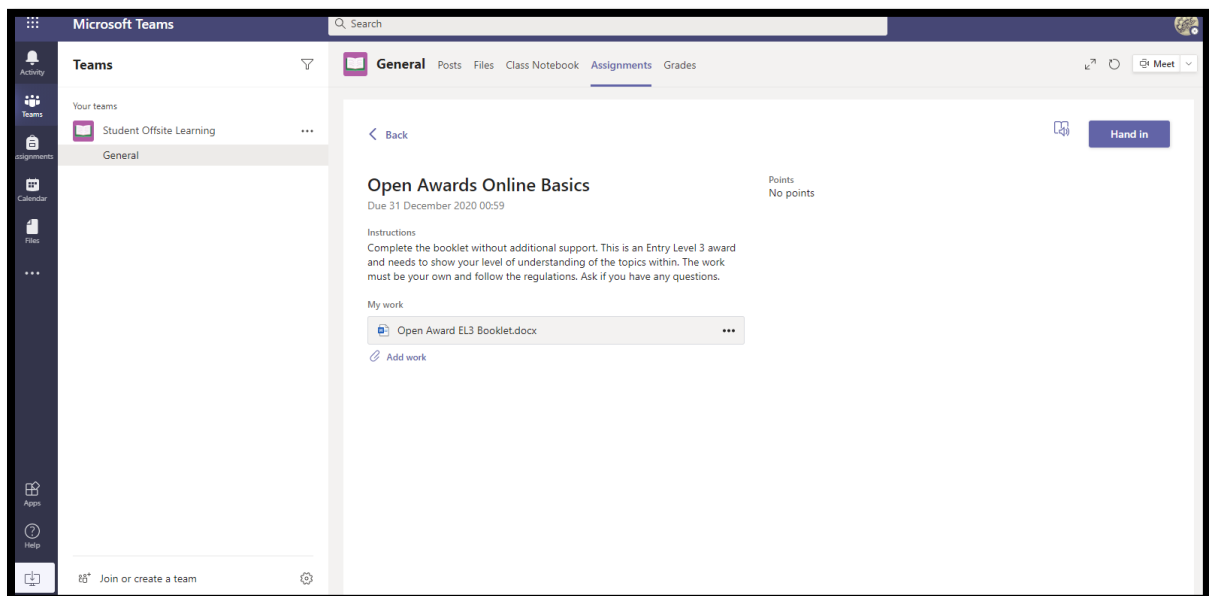 Microsoft Teams
Search
Activity
Teams
Assignments
Calendar
Files
Apps
Help
Teams
Your teams
Student Offsite Learning
General
Join or create a team
General Posts Files Class Notebook Assignments Grades
Meet
Back
Hand in
Open Awards Online Basics
Due 31 December 2020 00:59
Points
No points
Instructions
Complete the booklet without additional support. This is an Entry Level 3 award
and needs to show your level of understanding of the topics within. The work
must be your own and follow the regulations. Ask if you have any questions.
My work
Open Award EL3 Booklet.docx
Add work